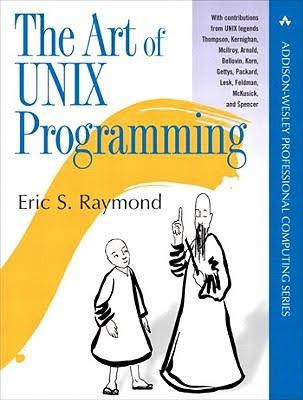 The Art of
UNIX
Programming
With contributions
from UNIX legends
Thompson, Kernighan,
McIlroy, Arnold,
Bellovin, Korn,
Gettys, Packard,
Lesk, Feldman,
McKusick,
and Spencer
Eric S. Raymond
ADDISON-WESLEY PROFESSIONAL COMPUTING SERIES